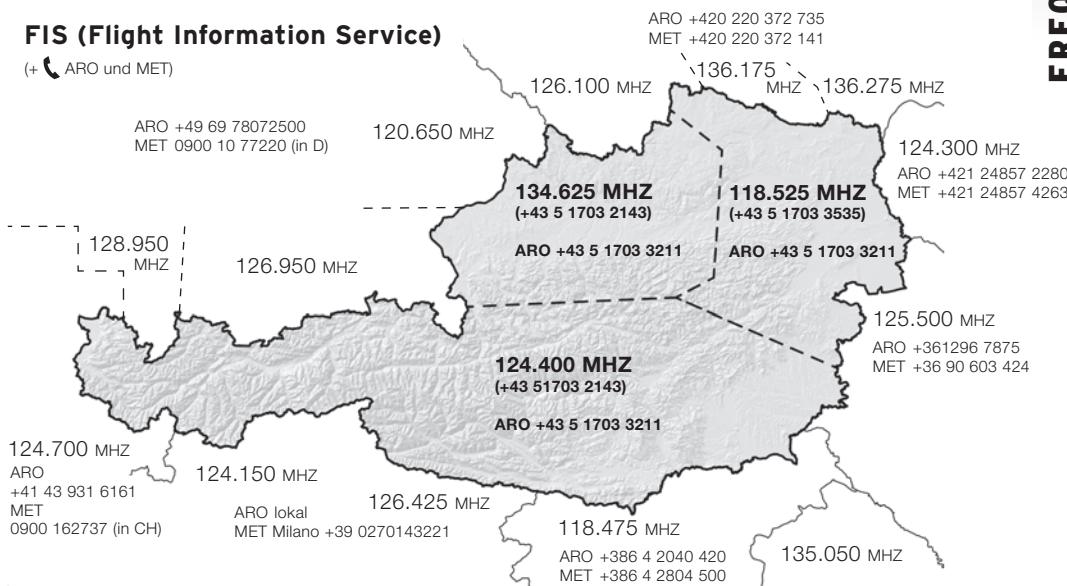 FIS (Flight Information Service)
(+ ARO und MET)
ARO +420 220 372 735
MET +420 220 372 141
126.100 MHZ
136.175 MHZ
136.275 MHZ
ARO +49 69 78072500
MET 0900 10 77220 (in D)
120.650 MHZ
124.300 MHZ
ARO +421 24857 2280
MET +421 24857 4263
134.625 MHZ
(+43 5 1703 2143)
ARO +43 5 1703 3211
118.525 MHZ
(+43 5 1703 3535)
ARO +43 5 1703 3211
128.950
MHZ
126.950 MHZ
125.500 MHZ
ARO +361296 7875
MET +36 90 603 424
124.400 MHZ
(+43 51703 2143)
ARO +43 5 1703 3211
124.700 MHZ
ARO
+41 43 931 6161
MET
0900 162737 (in CH)
124.150 MHZ
ARO lokal
MET Milano +39 0270143221
126.425 MHZ
118.475 MHZ
ARO +386 4 2040 420
MET +386 4 2804 500
135.050 MHZ